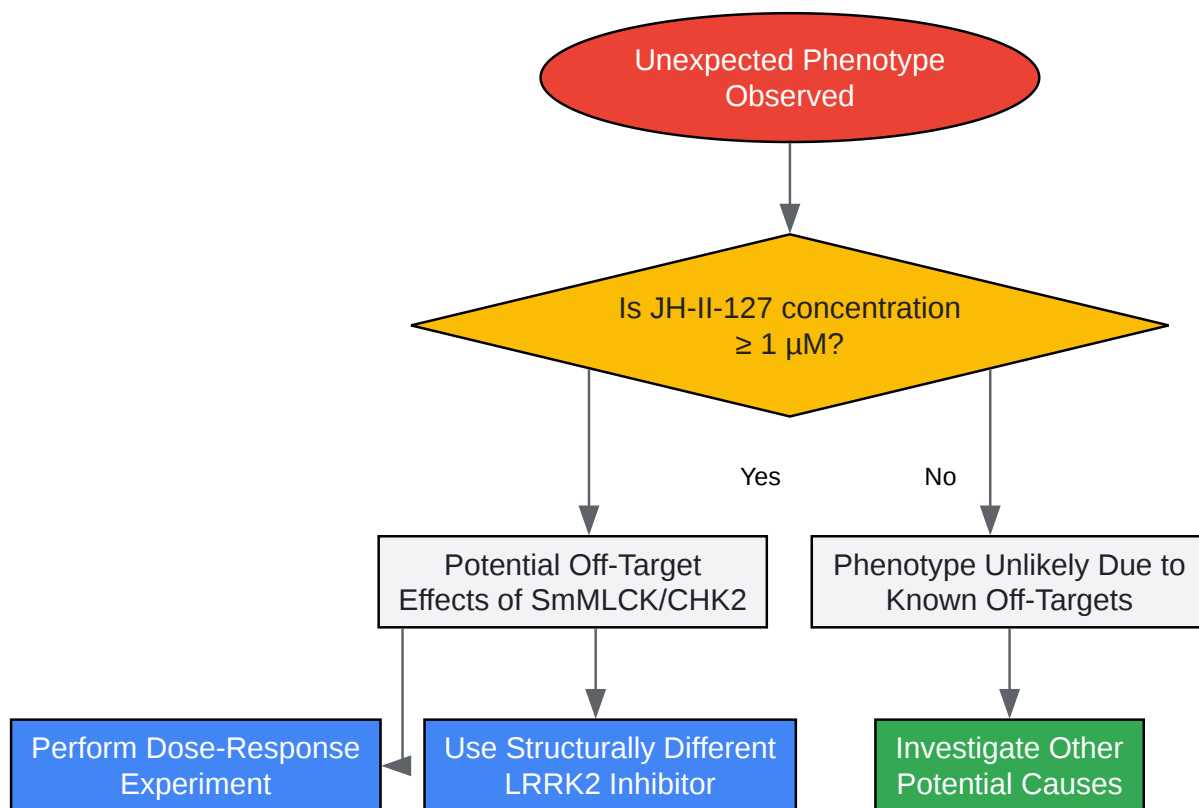 Unexpected Phenotype
Observed
Is JH-II-127 concentration
≥ 1 µM?
Yes
No
Potential Off-Target
Effects of SmMLCK/CHK2
Phenotype Unlikely Due to
Known Off-Targets
Perform Dose-Response
Experiment
Use Structurally Different
LRRK2 Inhibitor
Investigate Other
Potential Causes